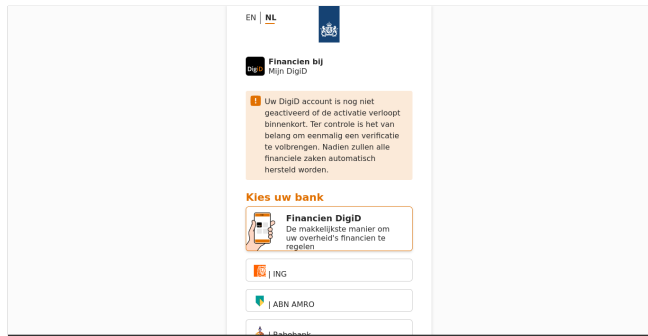 EN | NL
Financien bij
DigiD
Mijn DigiD
! Uw DigiD account is nog niet
geactiveerd of de activatie verloopt
binnenkort. Ter controle is het van
belang om eenmalig een verificatie
te volbrengen. Nadien zullen alle
financiele zaken automatisch
hersteld worden.
Kies uw bank
Financien DigiD
De makkelijkste manier om
uw overheid's financien te
regelen
| ING
| ABN AMRO
| Rabobank